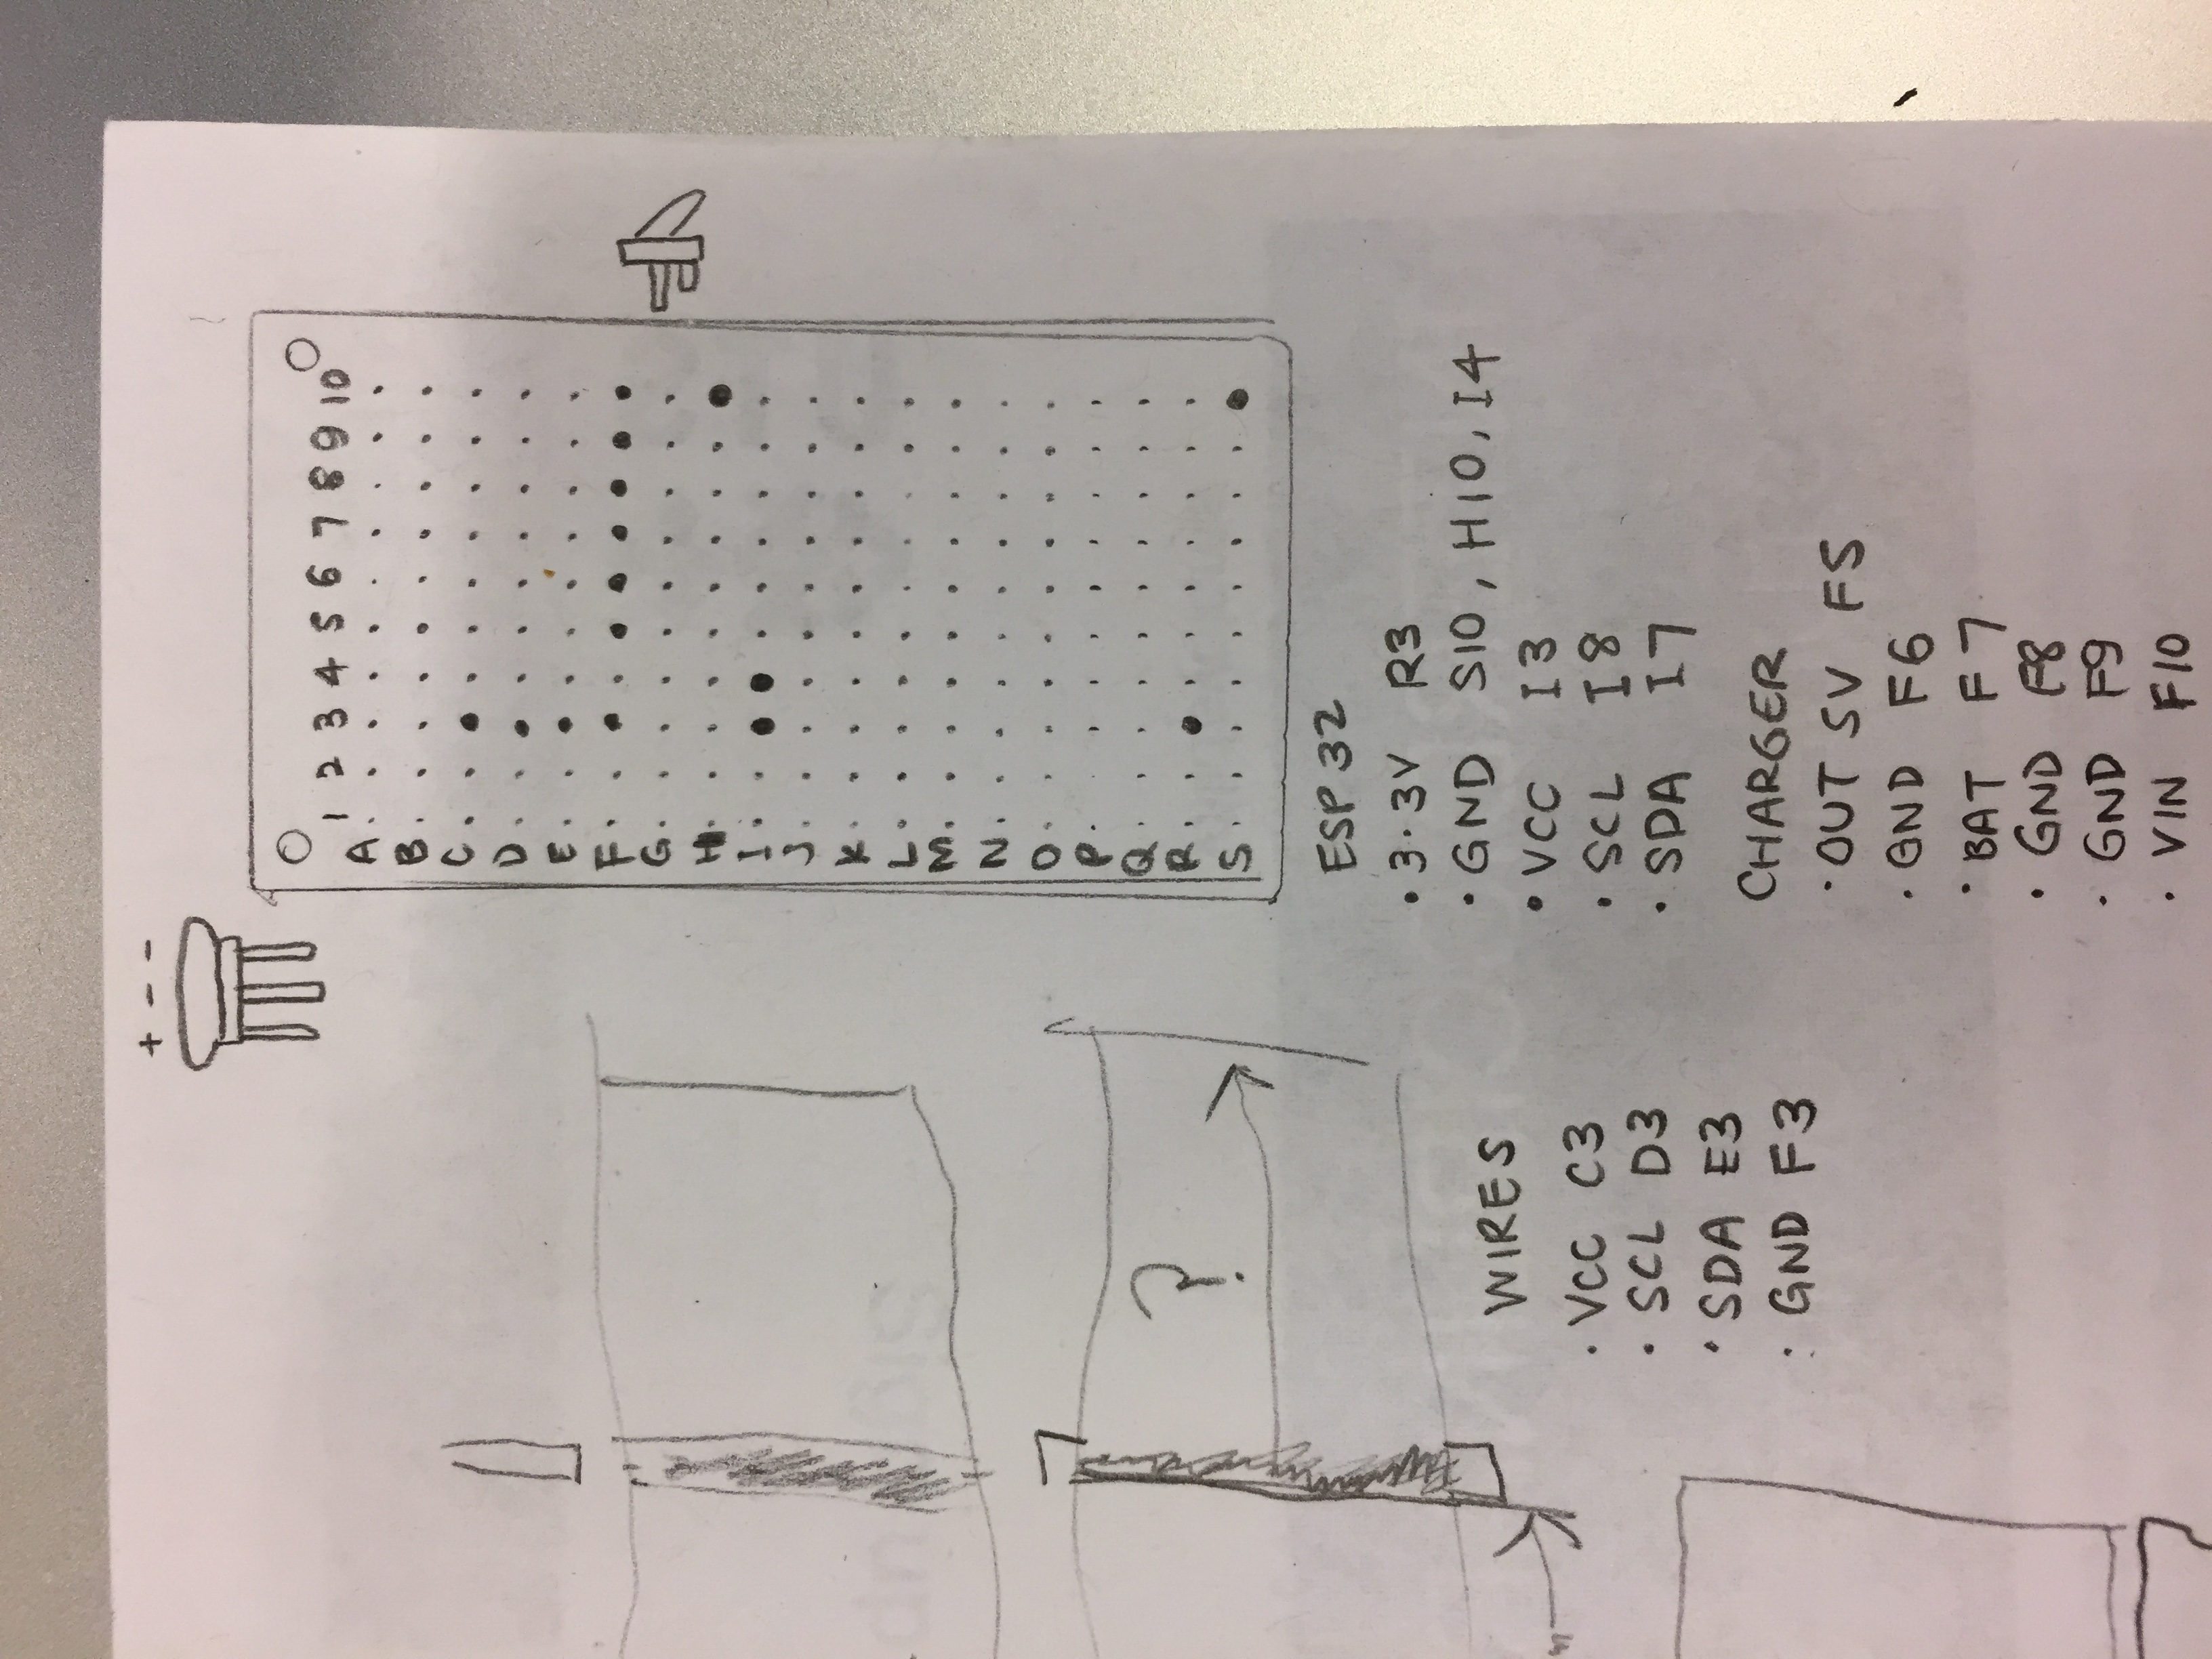 + - -
1 2 3 4 5 6 7 8 9 10
A
B
C
D
E
F
G
H
I
J
K
L
M
N
O
P
Q
R
S
?
ESP 32
· 3.3V R3
· GND S10, H10, I4
· VCC I3
· SCL I8
· SDA I7
WIRES
· VCC C3
· SCL D3
· SDA E3
· GND F3
CHARGER
· OUT 5V F5
· GND F6
· BAT F7
· GND F8
· GND F9
· VIN F10